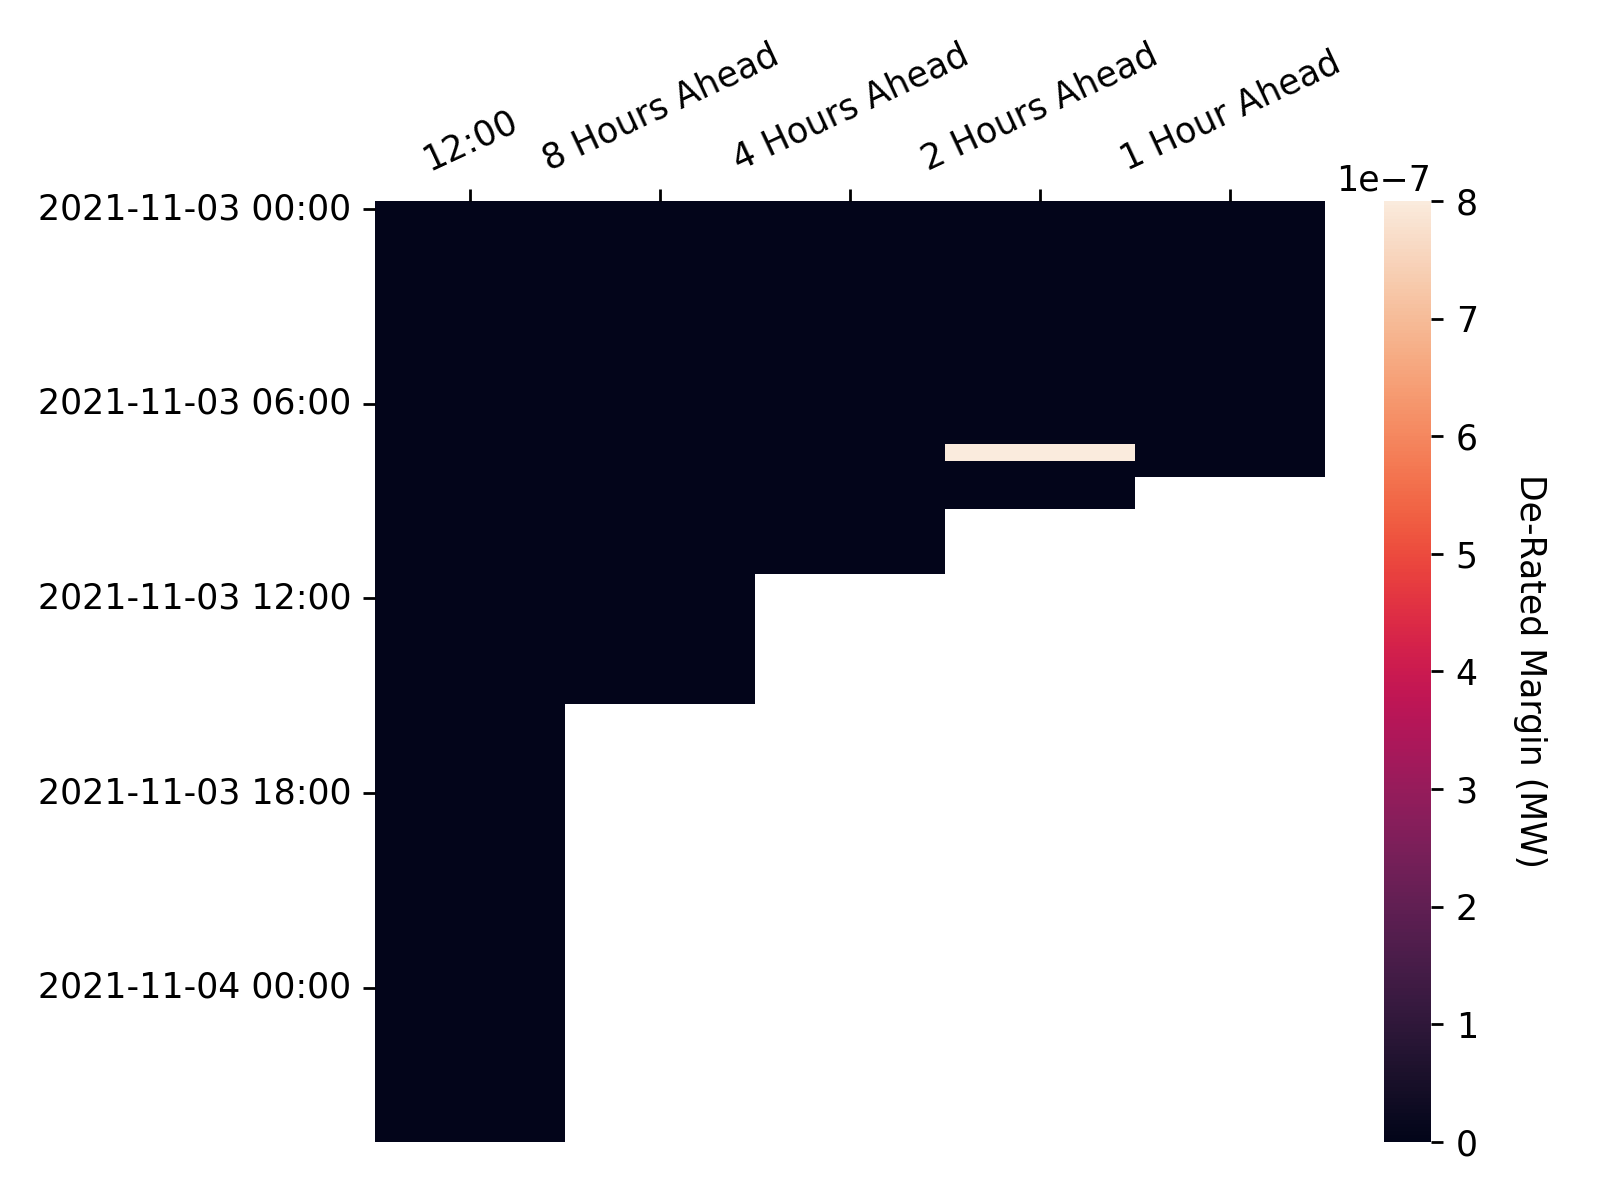 12:00
8 Hours Ahead
4 Hours Ahead
2 Hours Ahead
1 Hour Ahead
1e−7
2021-11-03 00:00
2021-11-03 06:00
2021-11-03 12:00
2021-11-03 18:00
2021-11-04 00:00
8
7
6
5
4
3
2
1
0
De-Rated Margin (MW)